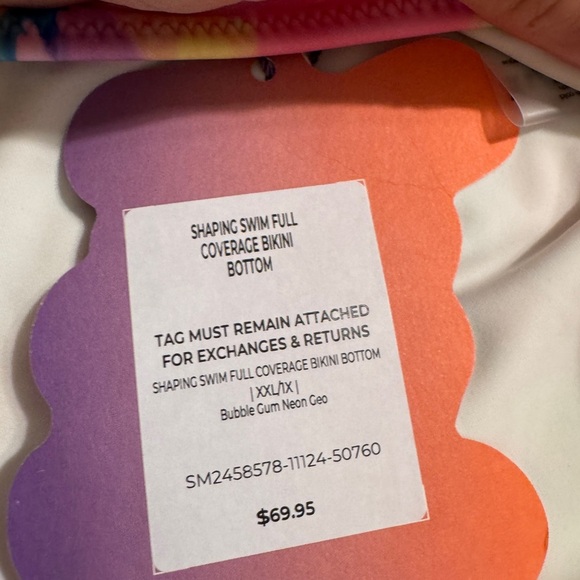 SHAPING SWIM FULL
COVERAGE BIKINI
BOTTOM
TAG MUST REMAIN ATTACHED
FOR EXCHANGES & RETURNS
SHAPING SWIM FULL COVERAGE BIKINI BOTTOM
| XXL/1X |
Bubble Gum Neon Geo
SM2458578-11124-50760
$69.95